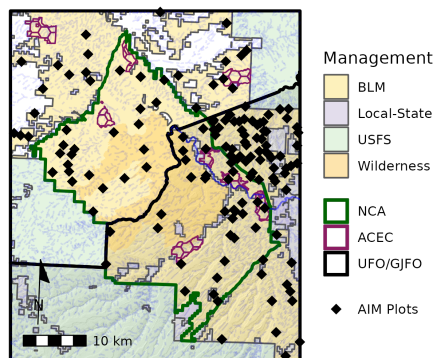 Management
BLM
Local-State
USFS
Wilderness
NCA
ACEC
UFO/GJFO
AIM Plots
N
10 km